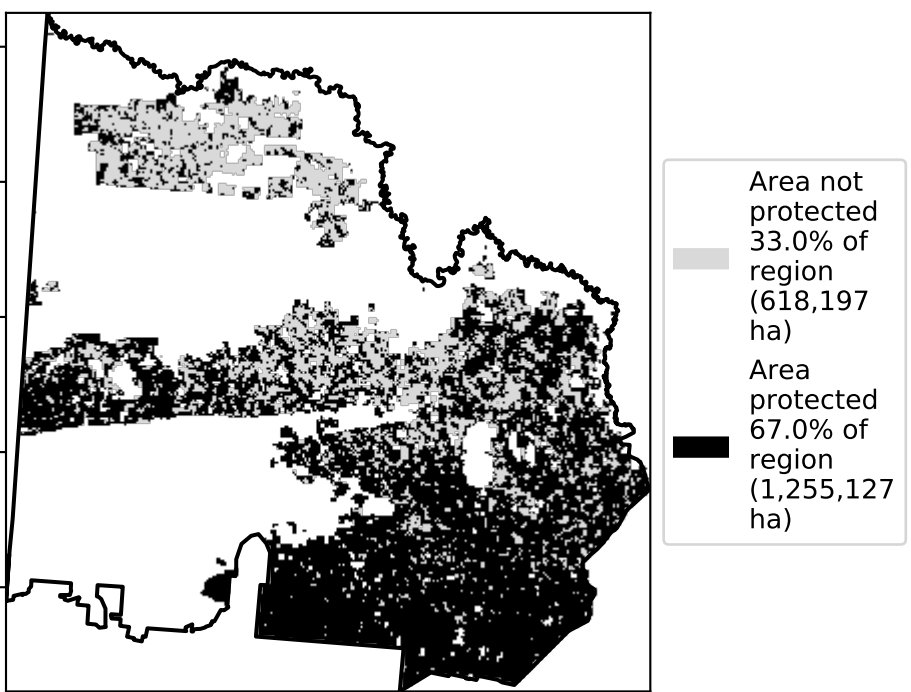 Area not
protected
33.0% of
region
(618,197
ha)
Area
protected
67.0% of
region
(1,255,127
ha)